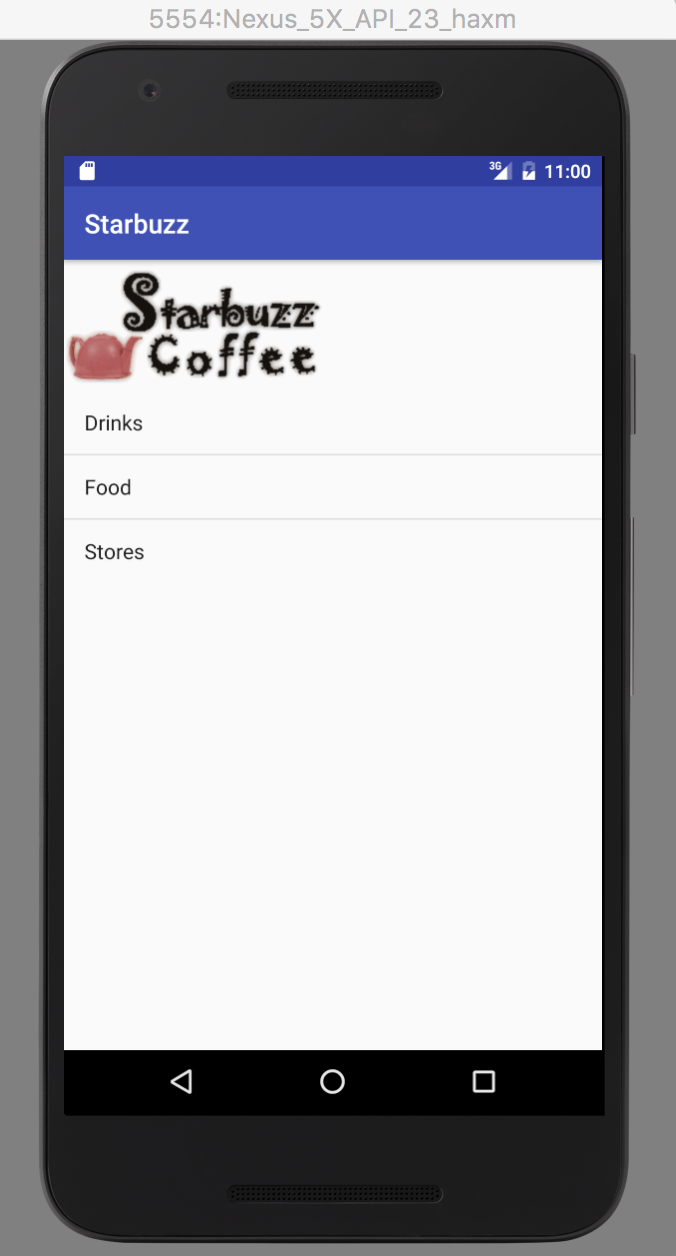 5554:Nexus_5X_API_23_haxm
3G 11:00
Starbuzz
Starbuzz
Coffee
Drinks
Food
Stores